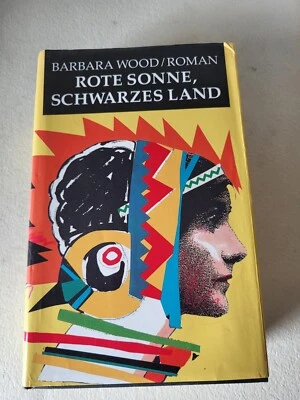 BARBARA WOOD/ROMAN
ROTE SONNE,
SCHWARZES LAND